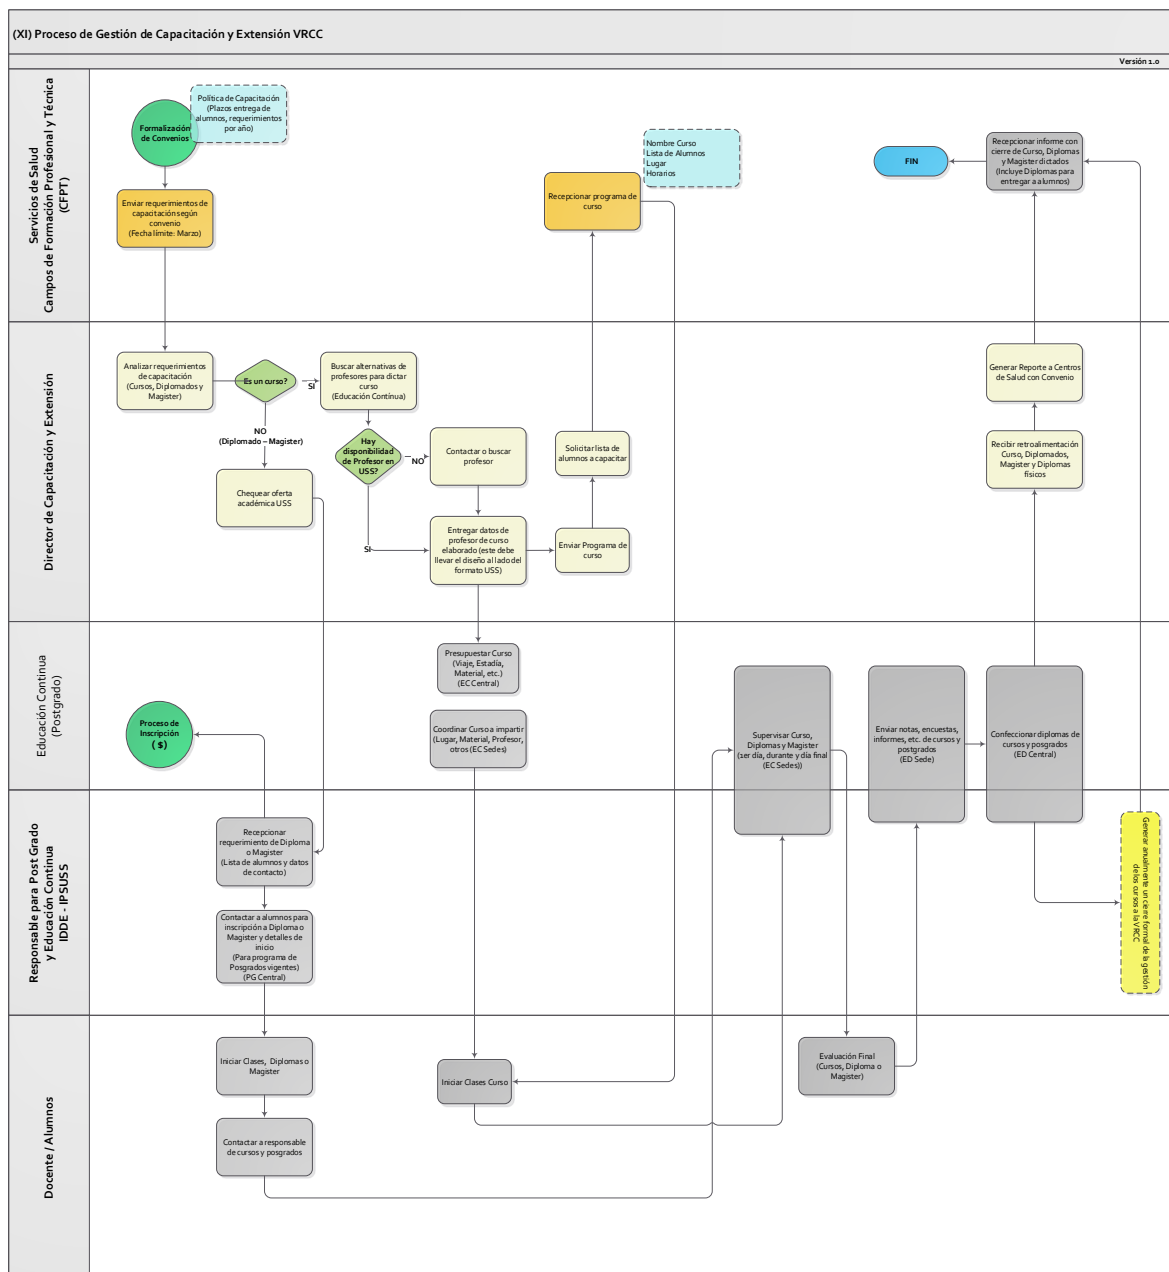 (XI) Proceso de Gestión de Capacitación y Extensión VRCC
Versión 1.0
Servicios de Salud
Campos de Formación Profesional y Técnica
(CFPT)
Formalización
de Convenios
Política de Capacitación
(Plazos entrega de
alumnos, requerimientos
por año)
Enviar requerimientos de
capacitación según
convenio
(Fecha límite: Marzo)
Recepcionar programa de
curso
Nombre Curso
Lista de Alumnos
Lugar
Horarios
FIN
Recepcionar informe con
cierre de Curso, Diplomas
y Magister dictados
(Incluye Diplomas para
entregar a alumnos)
Director de Capacitación y Extensión
Analizar requerimientos
de capacitación
(Cursos, Diplomados y
Magister)
Es un curso?
SI
NO
(Diplomado – Magister)
Buscar alternativas de
profesores para dictar
curso
(Educación Contínua)
Hay
disponibilidad
de Profesor en
USS?
NO
SI
Contactar o buscar
profesor
Chequear oferta
académica USS
Entregar datos de
profesor de curso
elaborado (este debe
llevar el diseño al lado del
formato USS)
Solicitar lista de
alumnos a capacitar
Enviar Programa de
curso
Generar Reporte a Centros
de Salud con Convenio
Recibir retroalimentación
Curso, Diplomados,
Magister y Diplomas
físicos
Educación Continua
(Postgrado)
Proceso de
Inscripción
( $ )
Presupuestar Curso
(Viaje, Estadía,
Material, etc.)
(EC Central)
Coordinar Curso a impartir
(Lugar, Material, Profesor,
otros (EC Sedes)
Supervisar Curso,
Diplomas y Magister
(1er día, durante y día final
(EC Sedes))
Enviar notas, encuestas,
informes, etc. de cursos y
postgrados
(ED Sede)
Confeccionar diplomas de
cursos y posgrados
(ED Central)
Responsable para Post Grado
y Educación Continua
IDDE - IPSUSS
Recepcionar
requerimiento de Diploma
o Magister
(Lista de alumnos y datos
de contacto)
Contactar a alumnos para
inscripción a Diploma o
Magister y detalles de
inicio
(Para programa de
Posgrados vigentes)
(PG Central)
Generar anualmente un cierre formal de la gestión
de los cursos a la VRCC
Docente / Alumnos
Iniciar Clases, Diplomas o
Magister
Contactar a responsable
de cursos y posgrados
Iniciar Clases Curso
Evaluación Final
(Cursos, Diploma o
Magister)